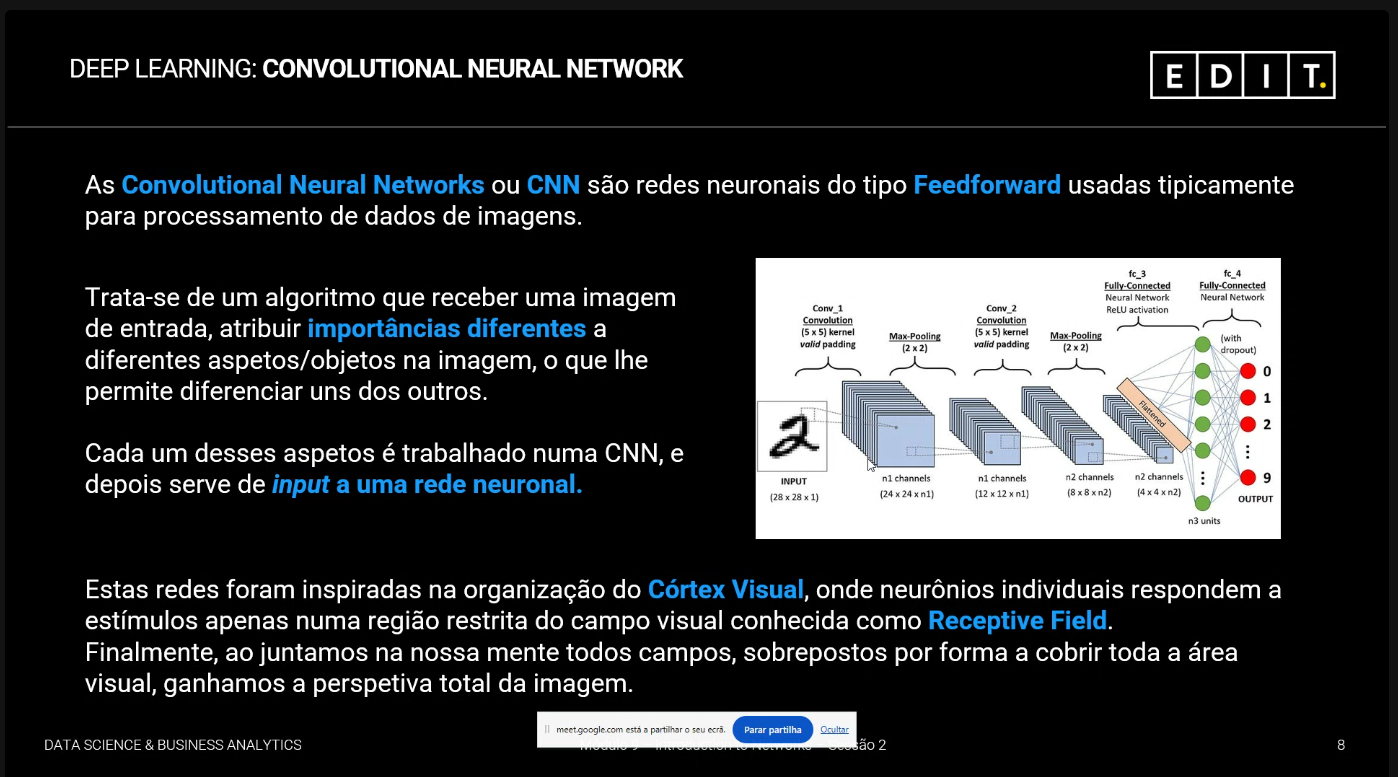 DEEP LEARNING: CONVOLUTIONAL NEURAL NETWORK
EDIT.
As Convolutional Neural Networks ou CNN são redes neuronais do tipo Feedforward usadas tipicamente
para processamento de dados de imagens.
Trata-se de um algoritmo que receber uma imagem
de entrada, atribuir importâncias diferentes a
diferentes aspetos/objetos na imagem, o que lhe
permite diferenciar uns dos outros.
Cada um desses aspetos é trabalhado numa CNN, e
depois serve de input a uma rede neuronal.
Conv_1
Convolution
(5 x 5) kernel
valid padding
Max-Pooling
(2 x 2)
Conv_2
Convolution
(5 x 5) kernel
valid padding
Max-Pooling
(2 x 2)
fc_3
Fully-Connected
Neural Network
ReLU activation
fc_4
Fully-Connected
Neural Network
(with
dropout)
2
Flattened
0
1
2
9
OUTPUT
INPUT
(28 x 28 x 1)
n1 channels
(24 x 24 x n1)
n1 channels
(12 x 12 x n1)
n2 channels
(8 x 8 x n2)
n2 channels
(4 x 4 x n2)
n3 units
Estas redes foram inspiradas na organização do Córtex Visual, onde neurônios individuais respondem a
estímulos apenas numa região restrita do campo visual conhecida como Receptive Field.
Finalmente, ao juntamos na nossa mente todos campos, sobrepostos por forma a cobrir toda a área
visual, ganhamos a perspetiva total da imagem.
meet.google.com está a partilhar o seu ecrã. Parar partilha Ocultar
DATA SCIENCE & BUSINESS ANALYTICS
2
8